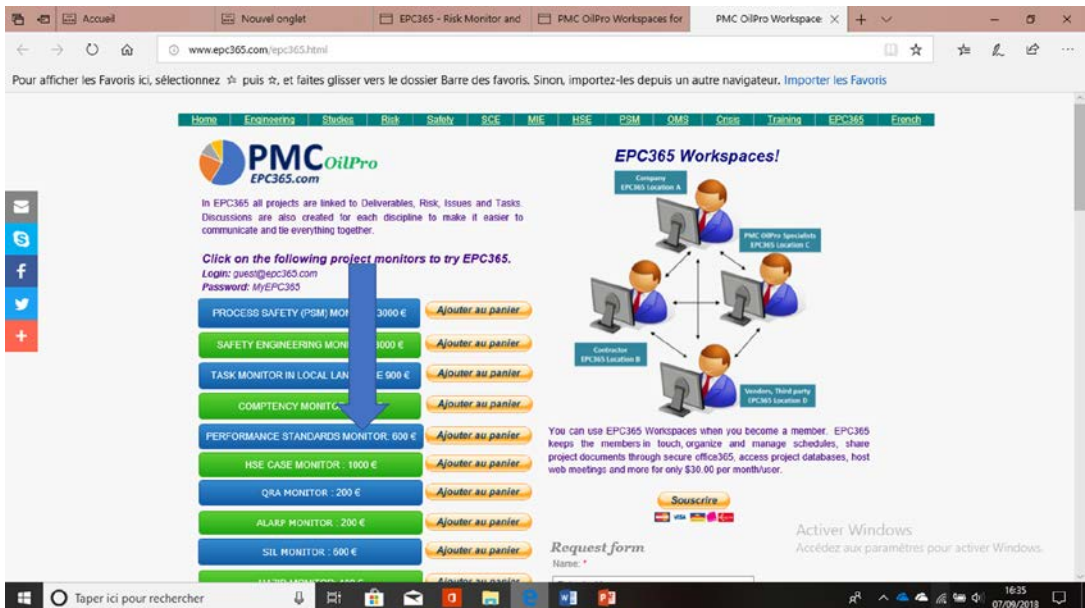 Accueil
Nouvel onglet
EPC365 - Risk Monitor and
PMC OilPro Workspaces for
PMC OilPro Workspace
www.epc365.com/epc365.html
Pour afficher les Favoris ici, sélectionnez puis , et faites glisser vers le dossier Barre des favoris. Sinon, importez-les depuis un autre navigateur. Importer les Favoris
Home Engineering Studies Risk Safety SCE MIE HSE PSM OMS Crisis Training EPC365 French
PMC OilPro
EPC365.com
In EPC365 all projects are linked to Deliverables, Risk, Issues and Tasks.
Discussions are also created for each discipline to make it easier to
communicate and tie everything together.
Click on the following project monitors to try EPC365.
Login: guest@epc365.com
Password: MyEPC365
PROCESS SAFETY (PSM) 3000 € Ajouter au panier
SAFETY ENGINEERING Ajouter au panier
TASK MONITOR IN LOCAL 900 € Ajouter au panier
COMPTENCY Ajouter au panier
PERFORMANCE STANDARDS MONITOR: 600 € Ajouter au panier
HSE CASE MONITOR : 1000 € Ajouter au panier
QRA MONITOR : 200 € Ajouter au panier
ALARP MONITOR : 200 € Ajouter au panier
SIL MONITOR : 600 € Ajouter au panier
Ajouter au panier
EPC365 Workspaces!
Company
EPC365 Location A
PMC OilPro Specialists
EPC365 Location C
Contractor
EPC365 Location B
Vendors, Third party
EPC365 Location D
You can use EPC365 Workspaces when you become a member. EPC365
keeps the members in touch, organize and manage schedules, share
project documents through secure office365, access project databases, host
web meetings and more for only $30.00 per month/user.
Souscrire
VISA
Request form
Name: *
Activer Windows
Accédez aux paramètres pour activer Windows.
Taper ici pour rechercher
16:35
07/09/2018